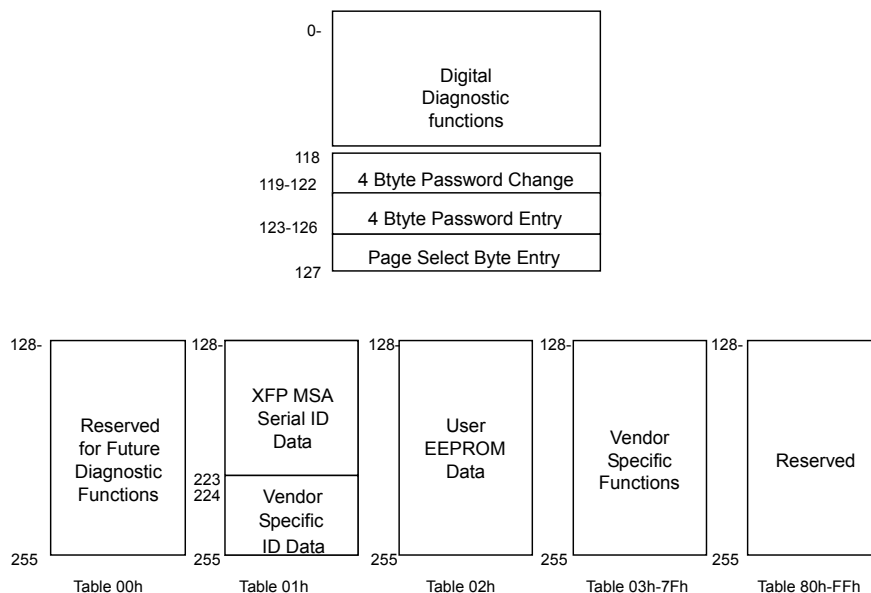 0-
Digital
Diagnostic
functions
118
119-122
4 Btyte Password Change
123-126
4 Btyte Password Entry
Page Select Byte Entry
127
128-
Reserved
for Future
Diagnostic
Functions
255
Table 00h
128-
XFP MSA
Serial ID
Data
223
224
Vendor
Specific
ID Data
255
Table 01h
128-
User
EEPROM
Data
255
Table 02h
128-
Vendor
Specific
Functions
255
Table 03h-7Fh
128-
Reserved
255
Table 80h-FFh